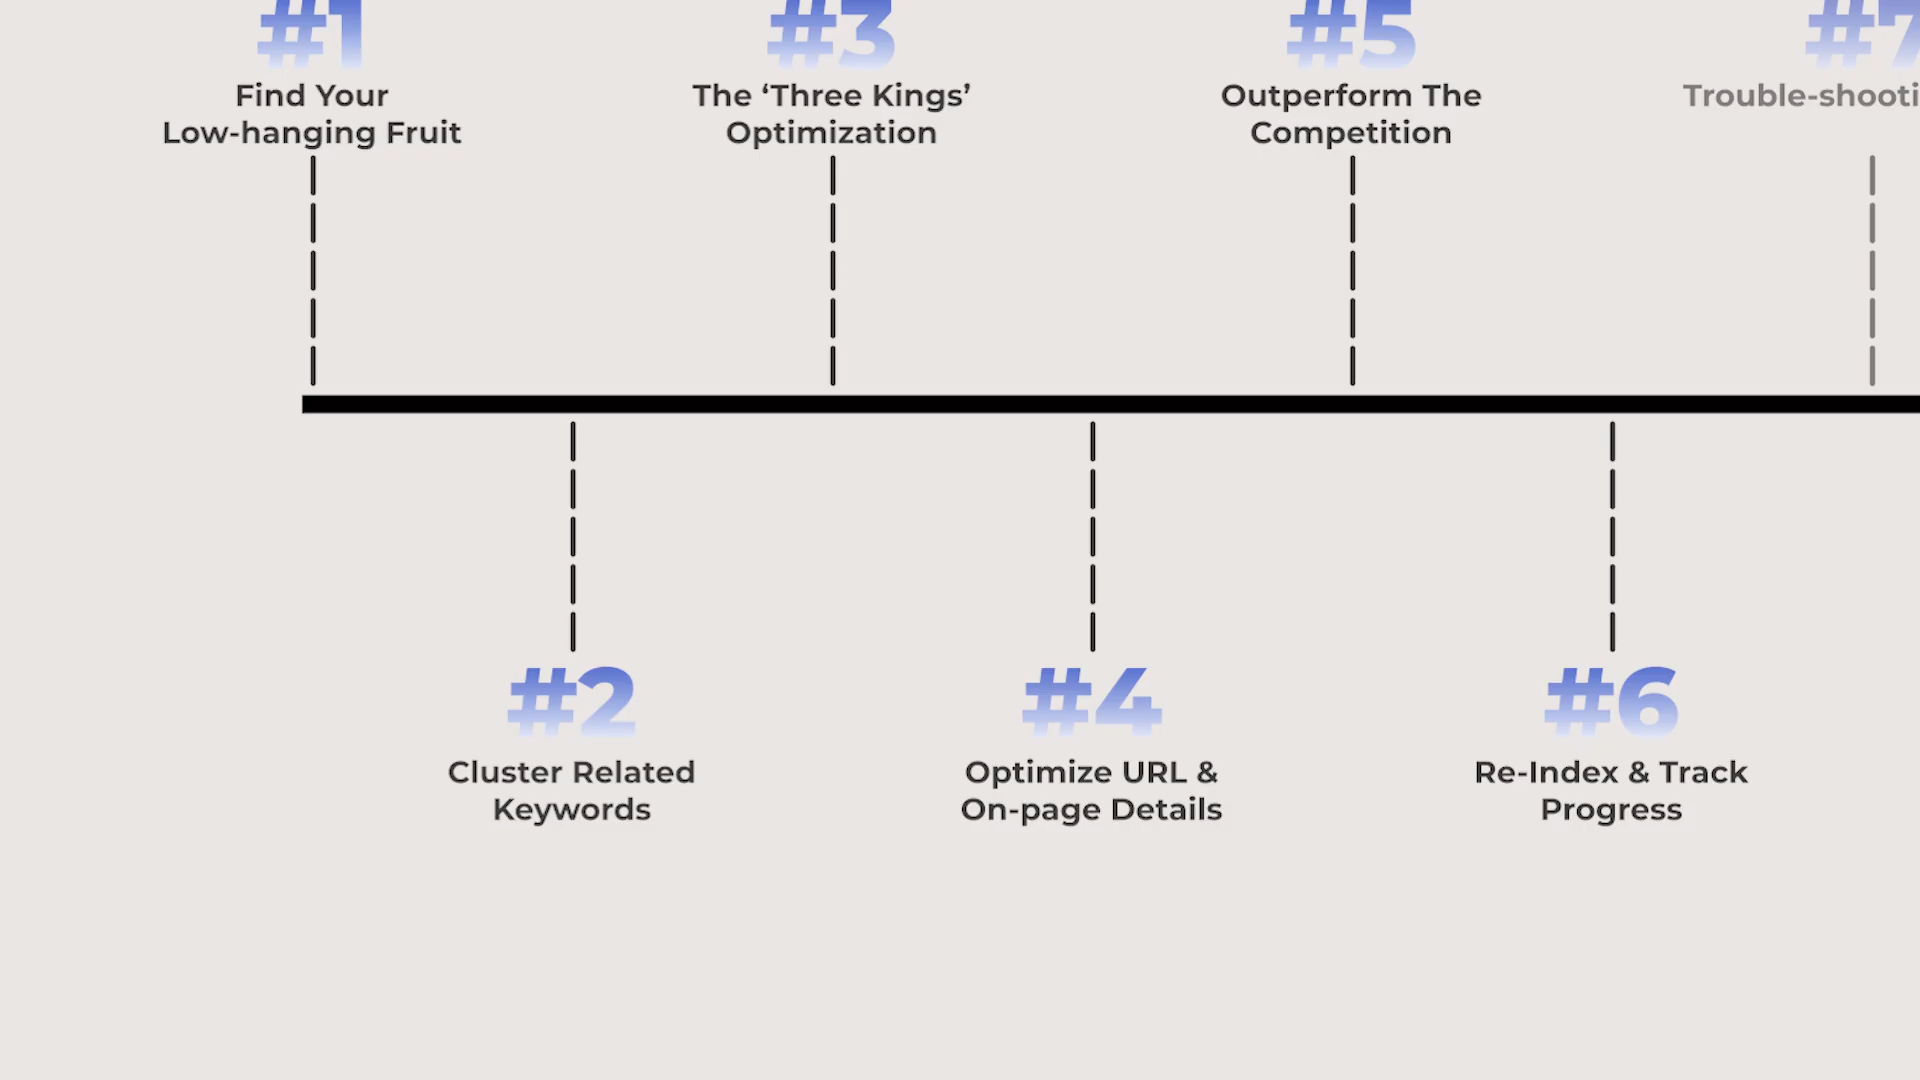 #1
Find Your
Low-hanging Fruit
#3
The ‘Three Kings’
Optimization
#5
Outperform The
Competition
#7
#2
Cluster Related
Keywords
#4
Optimize URL &
On-page Details
#6
Re-Index & Track
Progress